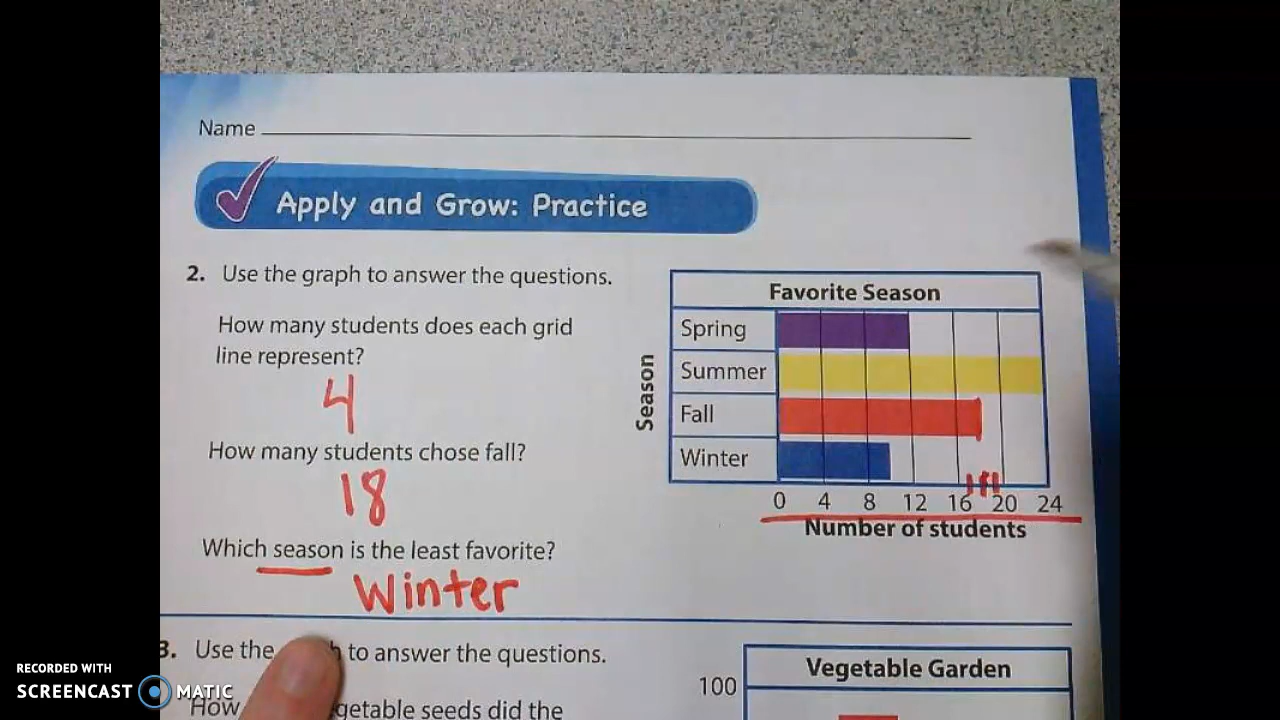 Name
Apply and Grow: Practice
2. Use the graph to answer the questions.
How many students does each grid
line represent?
4
How many students chose fall?
18
Which season is the least favorite?
Winter
Favorite Season
Season
Spring
Summer
Fall
Winter
0 4 8 12 16 20 24
Number of students
3. Use the to answer the questions.
How getable seeds did the
Vegetable Garden
100
RECORDED WITH
SCREENCAST MATIC